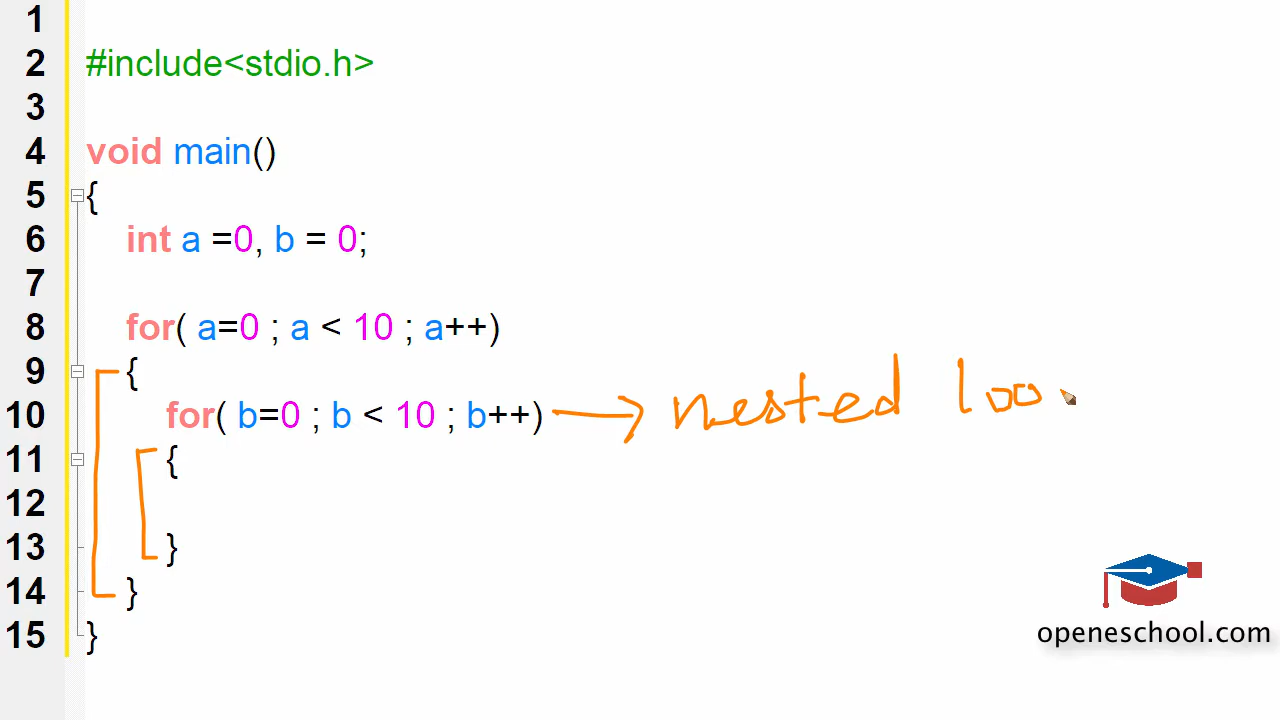 1
2 #include<stdio.h>
3
4 void main()
5 {
6 int a =0, b = 0;
7
8 for( a=0 ; a < 10 ; a++)
9 {
10 for( b=0 ; b < 10 ; b++) nested loo
11 {
12
13 }
14 }
15 }
openeschool.com